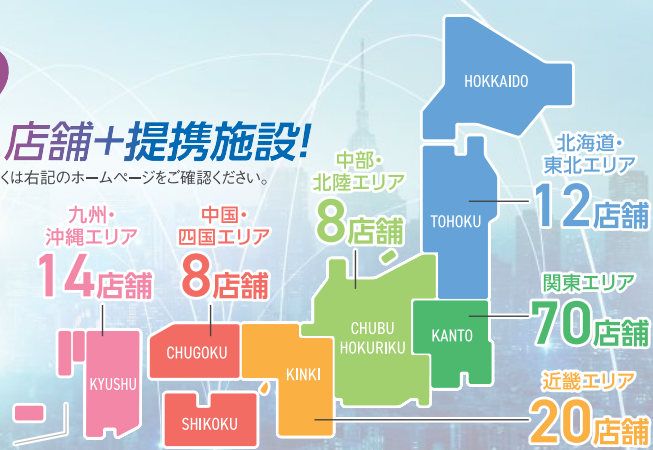 店舗+提携施設!
くは右記のホームページをご確認ください。
HOKKAIDO
北海道・
東北エリア
12店舗
TOHOKU
中部・
北陸エリア
8店舗
九州・
沖縄エリア
14店舗
中国・
四国エリア
8店舗
関東エリア
70店舗
CHUBU
HOKURIKU
KANTO
CHUGOKU
KINKI
KYUSHU
近畿エリア
20店舗
SHIKOKU